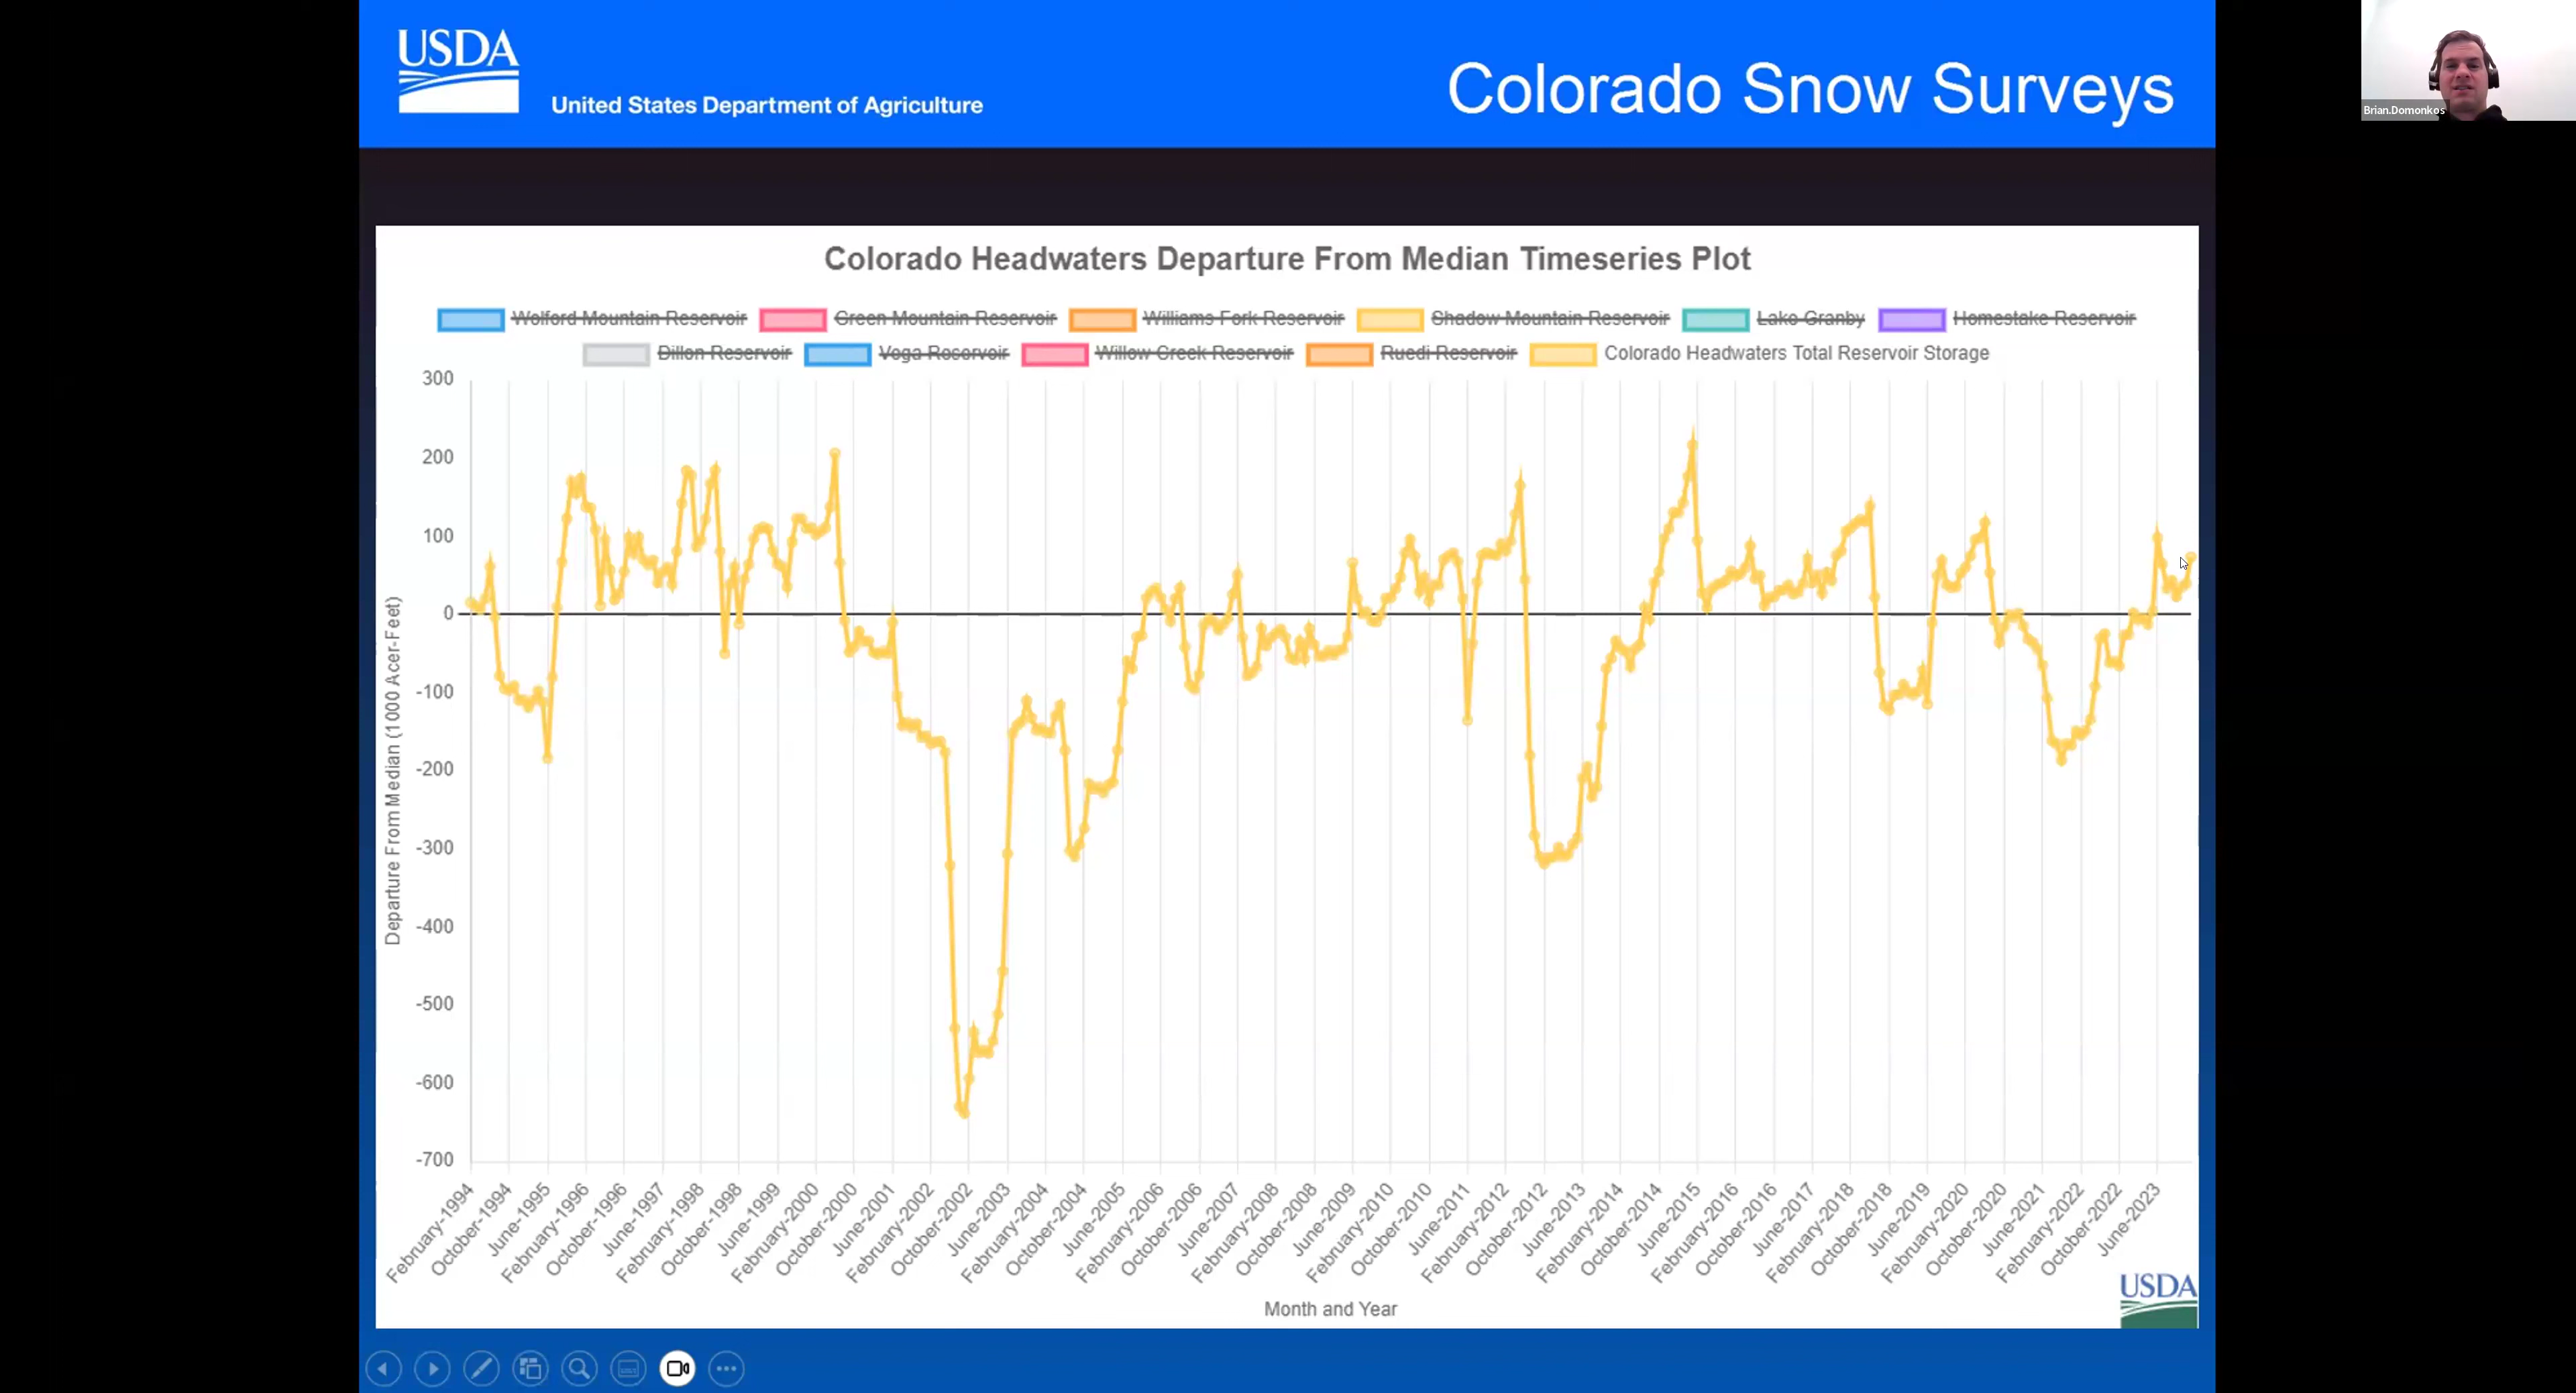 USDA
United States Department of Agriculture
Colorado Snow Surveys
Brian.Domonkos
Colorado Headwaters Departure From Median Timeseries Plot
Wolford Mountain Reservoir Green Mountain Reservoir Williams Fork Reservoir Shadow Mountain Reservoir Lake Granby Homestake Reservoir
Dillon Reservoir Vega Reservoir Willow Creek Reservoir Ruedi Reservoir Colorado Headwaters Total Reservoir Storage
Departure From Median (1000 Acer-Feet)
300
200
100
0
-100
-200
-300
-400
-500
-600
-700
February-1994
October-1994
June-1995
February-1996
October-1996
June-1997
February-1998
October-1998
June-1999
February-2000
October-2000
June-2001
February-2002
October-2002
June-2003
February-2004
October-2004
June-2005
February-2006
October-2006
June-2007
February-2008
October-2008
June-2009
February-2010
October-2010
June-2011
February-2012
October-2012
June-2013
February-2014
October-2014
June-2015
February-2016
October-2016
June-2017
February-2018
October-2018
June-2019
February-2020
October-2020
June-2021
February-2022
October-2022
June-2023
Month and Year
USDA